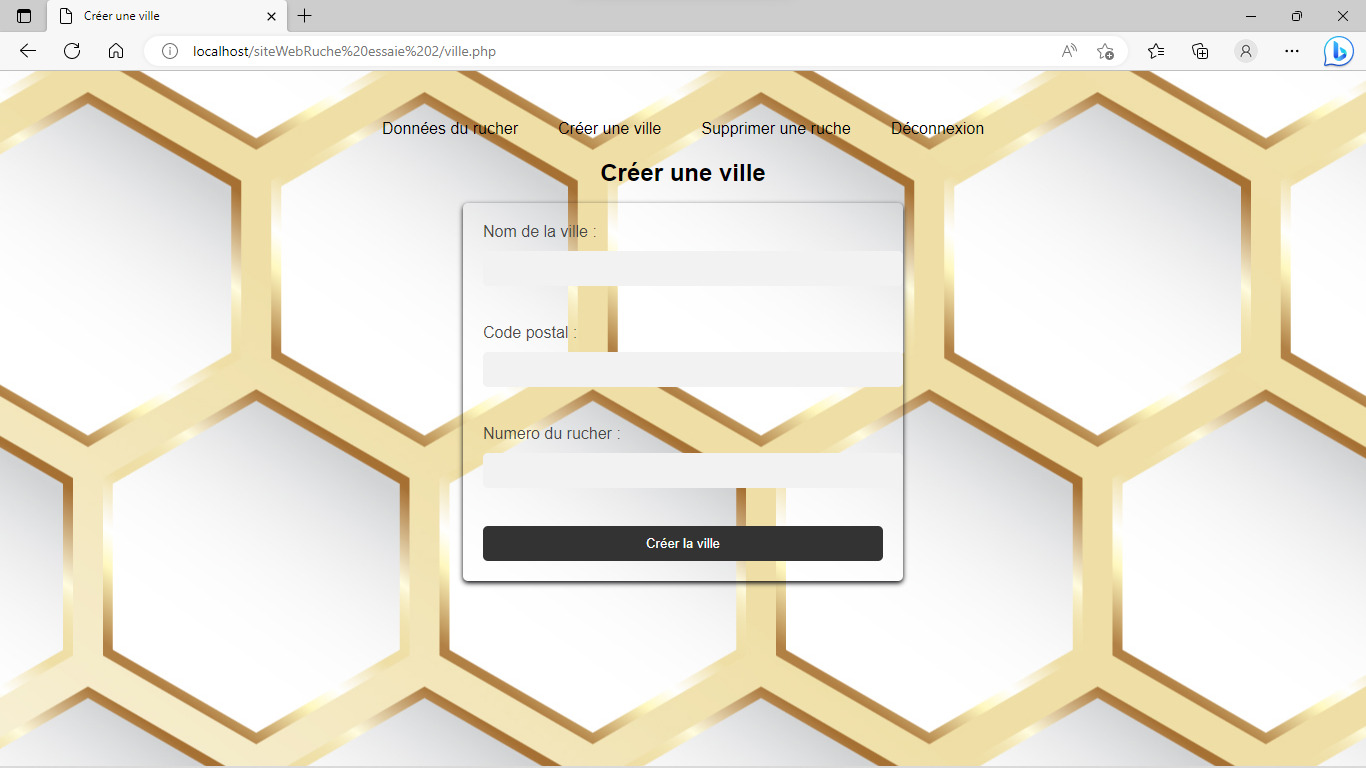 Créer une ville
localhost/siteWebRuche%20essaie%202/ville.php
Données du rucher Créer une ville Supprimer une ruche Déconnexion
Créer une ville
Nom de la ville :
Code postal :
Numero du rucher :
Créer la ville